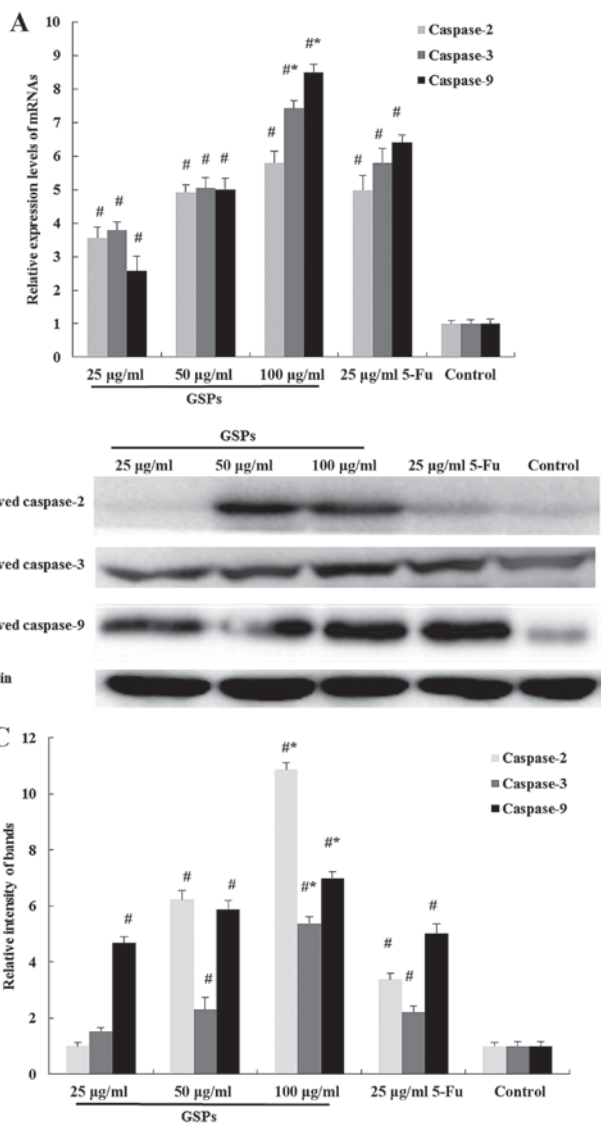 A
Relative expression levels of mRNAs
10
9
8
7
6
5
4
3
2
1
0
Caspase-2
Caspase-3
Caspase-9
# # #
# # #
# #* #*
# # #
25 µg/ml 50 µg/ml 100 µg/ml 25 µg/ml 5-Fu Control
GSPs
GSPs
25 µg/ml 50 µg/ml 100 µg/ml 25 µg/ml 5-Fu Control
ved caspase-2
ved caspase-3
ved caspase-9
in
C
Relative intensity of bands
12
10
8
6
4
2
0
Caspase-2
Caspase-3
Caspase-9
#
# # #
#* #* #*
# # #
25 µg/ml 50 µg/ml 100 µg/ml 25 µg/ml 5-Fu Control
GSPs